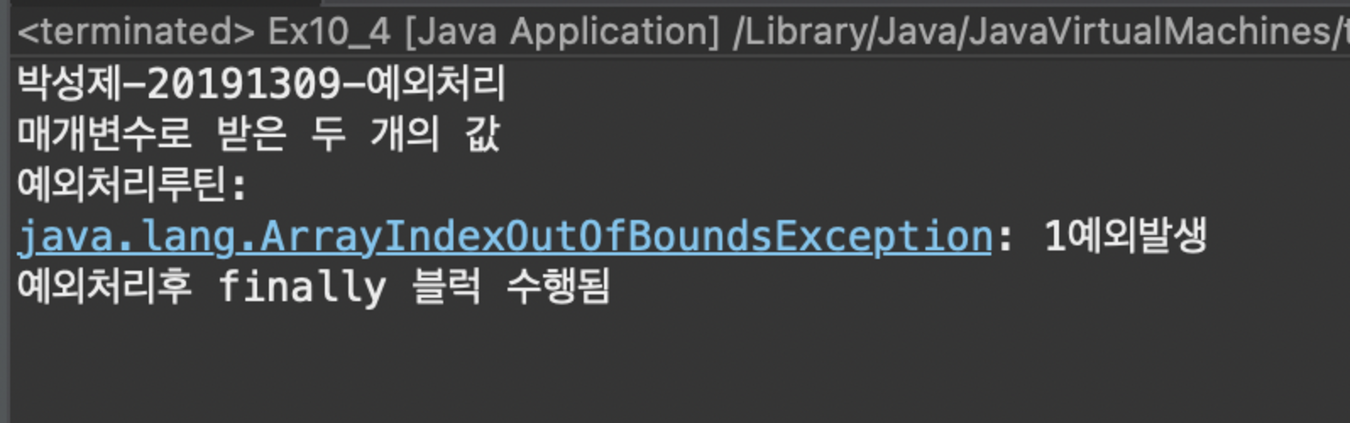 <terminated> Ex10_4 [Java Application] /Library/Java/JavaVirtualMachines/
박성제-20191309-예외처리
매개변수로 받은 두 개의 값
예외처리루틴:
java.lang.ArrayIndexOutOfBoundsException: 1예외발생
예외처리후 finally 블럭 수행됨